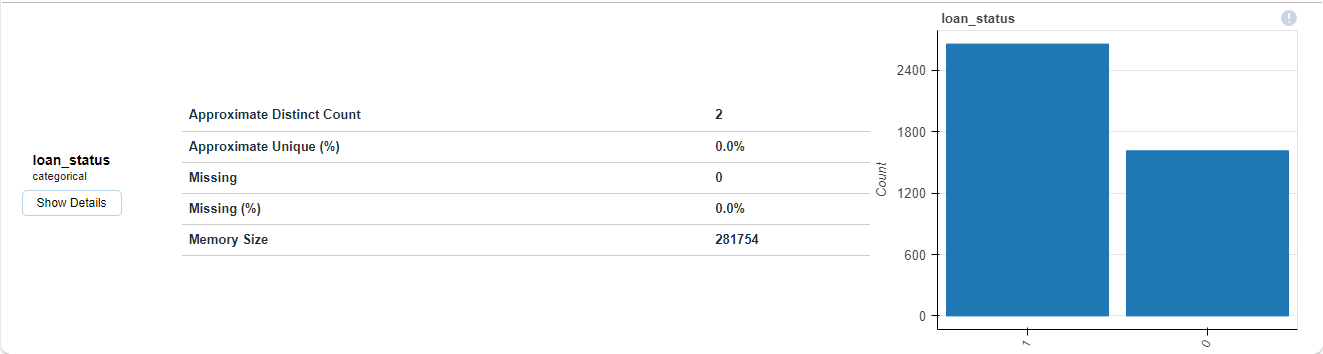 loan_status
categorical
Show Details
Approximate Distinct Count 2
Approximate Unique (%) 0.0%
Missing 0
Missing (%) 0.0%
Memory Size 281754
loan_status
!
Count
2400
1800
1200
600
0
1 0